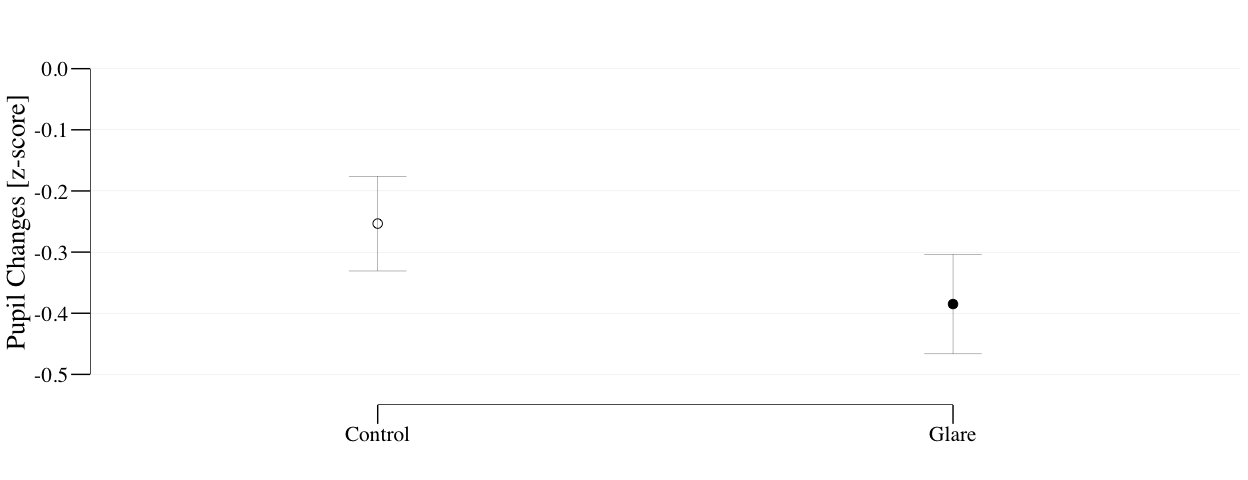 Pupil Changes [z-score]
0.0
-0.1
-0.2
-0.3
-0.4
-0.5
Control
Glare